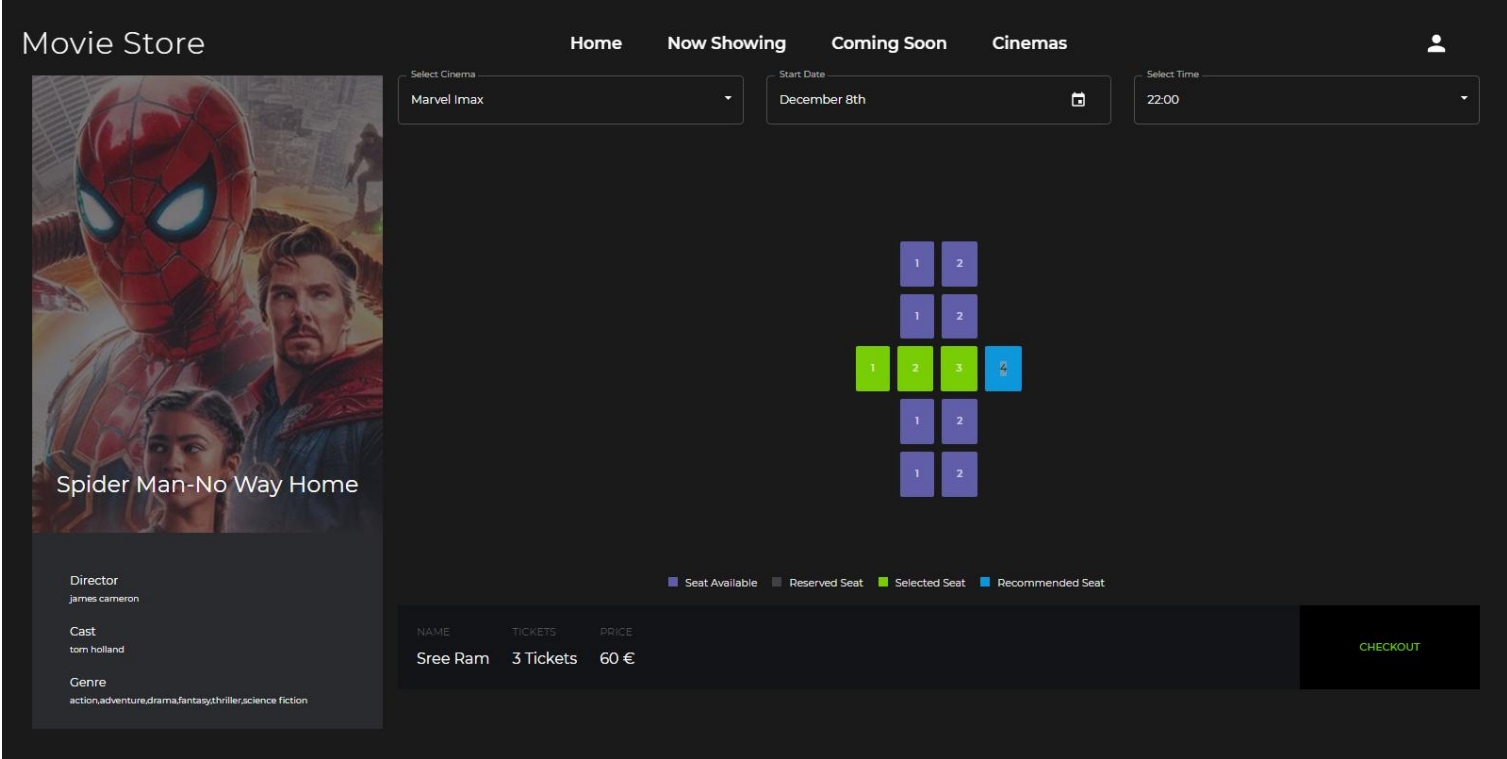 Movie Store
Home Now Showing Coming Soon Cinemas
Select Cinema
Marvel Imax
Start Date
December 8th
Select Time
22:00
1 2
1 2
1 2 3 4
1 2
1 2
Seat Available Reserved Seat Selected Seat Recommended Seat
Spider Man-No Way Home
Director
james cameron
Cast
tom holland
Genre
action,adventure,drama,fantasy,thriller,science fiction
NAME TICKETS PRICE
Sree Ram 3 Tickets 60 €
CHECKOUT